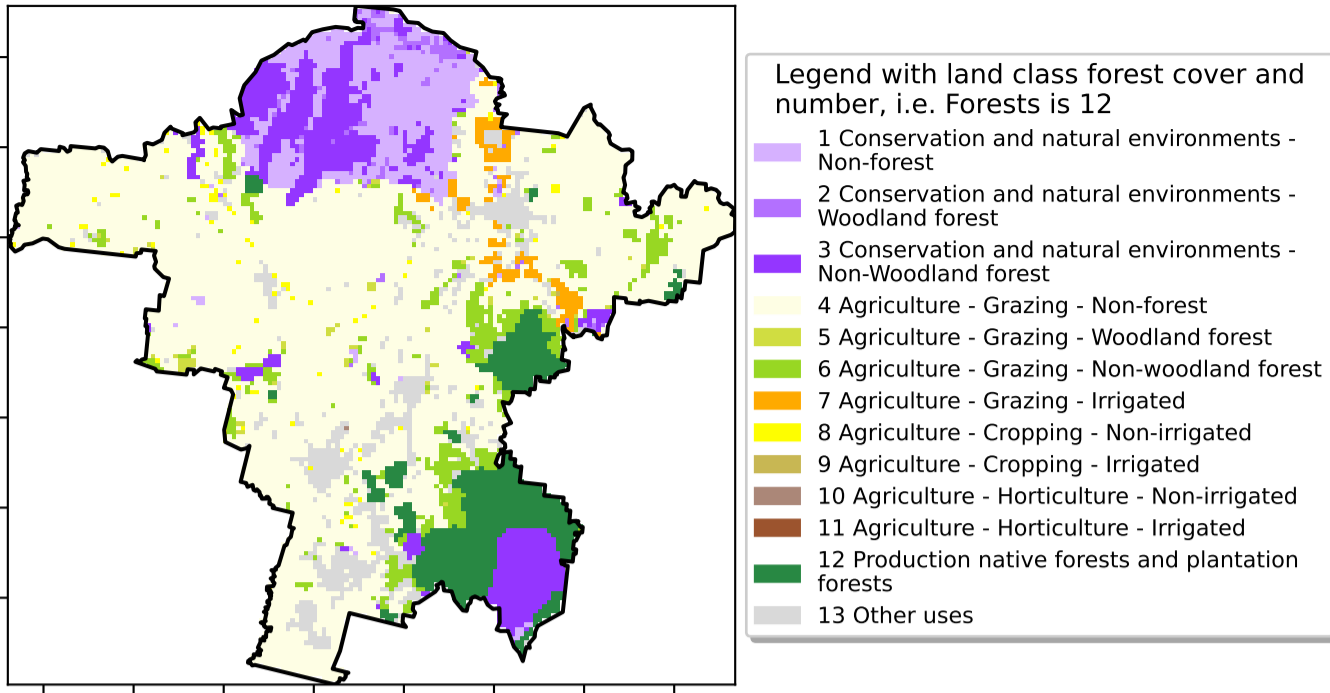 Legend with land class forest cover and
number, i.e. Forests is 12
1 Conservation and natural environments -
Non-forest
2 Conservation and natural environments -
Woodland forest
3 Conservation and natural environments -
Non-Woodland forest
4 Agriculture - Grazing - Non-forest
5 Agriculture - Grazing - Woodland forest
6 Agriculture - Grazing - Non-woodland forest
7 Agriculture - Grazing - Irrigated
8 Agriculture - Cropping - Non-irrigated
9 Agriculture - Cropping - Irrigated
10 Agriculture - Horticulture - Non-irrigated
11 Agriculture - Horticulture - Irrigated
12 Production native forests and plantation
forests
13 Other uses